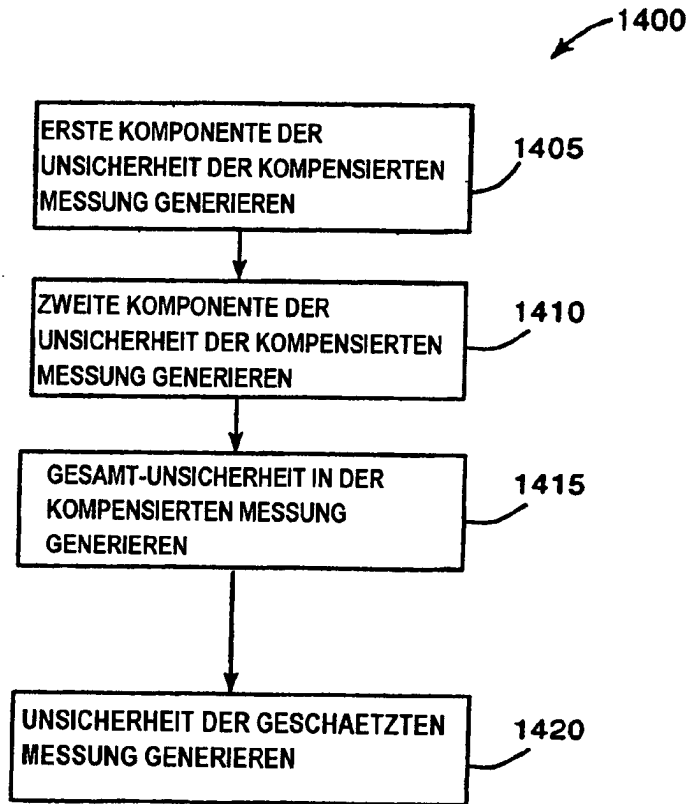 1400
ERSTE KOMPONENTE DER
UNSICHERHEIT DER KOMPENSIERTEN
MESSUNG GENERIEREN
1405
ZWEITE KOMPONENTE DER
UNSICHERHEIT DER KOMPENSIERTEN
MESSUNG GENERIEREN
1410
GESAMT-UNSICHERHEIT IN DER
KOMPENSIERTEN MESSUNG
GENERIEREN
1415
UNSICHERHEIT DER GESCHAETZTEN
MESSUNG GENERIEREN
1420